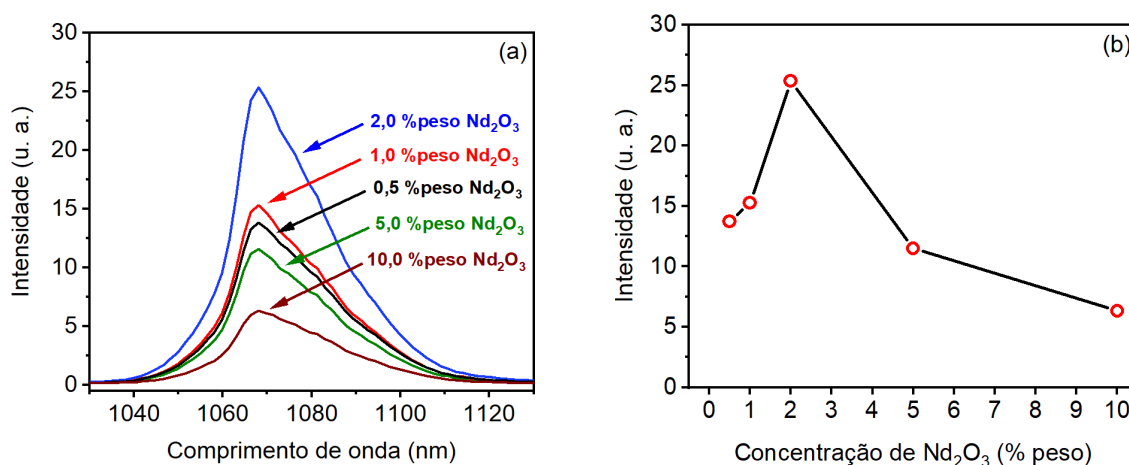 (a)
Intensidade (u. a.)
30
25
20
15
10
5
0
2,0 %peso Nd₂O₃
1,0 %peso Nd₂O₃
0,5 %peso Nd₂O₃
5,0 %peso Nd₂O₃
10,0 %peso Nd₂O₃
1040 1060 1080 1100 1120
Comprimento de onda (nm)
(b)
Intensidade (u. a.)
30
25
20
15
10
5
0
0 1 2 3 4 5 6 7 8 9 10
Concentração de Nd₂O₃ (% peso)